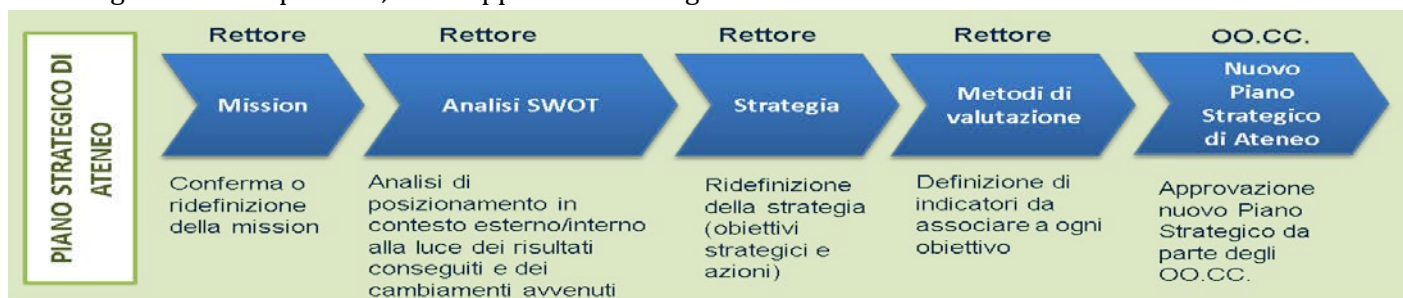 PIANO STRATEGICO DI
ATENEO
Rettore
Mission
Conferma o
ridefinizione
della mission
Rettore
Analisi SWOT
Analisi di
posizionamento in
contesto esterno/interno
alla luce dei risultati
conseguiti e dei
cambiamenti avvenuti
Rettore
Strategia
Ridefinizione
della strategia
(obiettivi
strategici e
azioni)
Rettore
Metodi di
valutazione
Definizione di
indicatori da
associare a ogni
obiettivo
OO.CC.
Nuovo
Piano
Strategico
di Ateneo
Approvazione
nuovo Piano
Strategico da
parte degli
OO.CC.